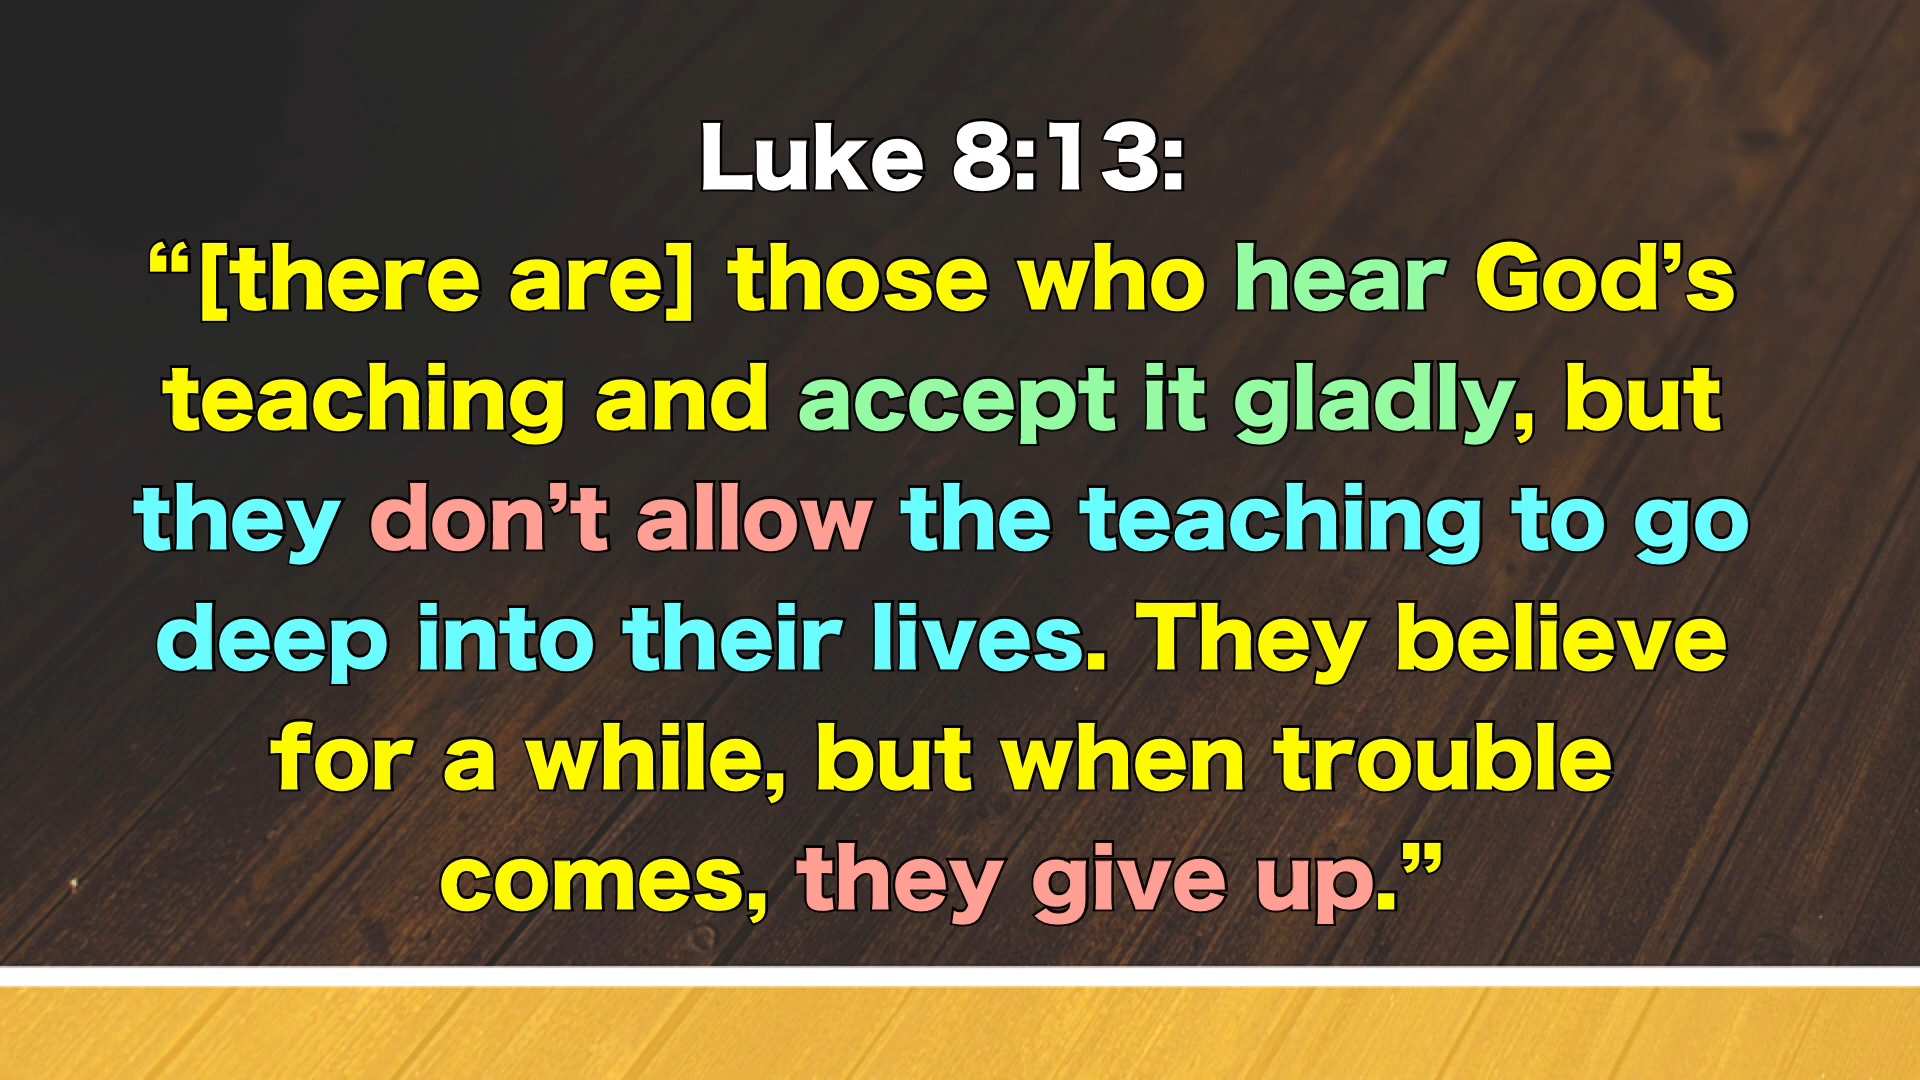 Luke 8:13:
“[there are] those who hear God’s
teaching and accept it gladly, but
they don’t allow the teaching to go
deep into their lives. They believe
for a while, but when trouble
comes, they give up.”